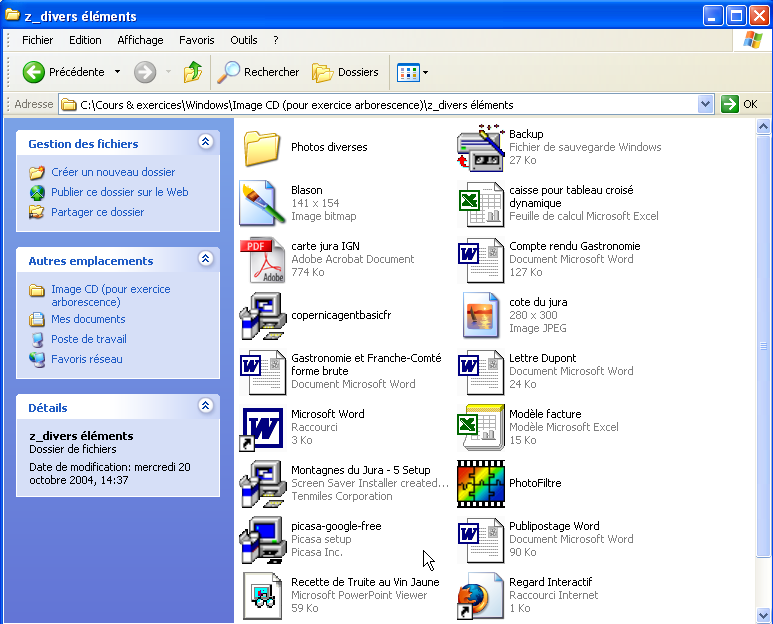 z_divers éléments
Fichier Edition Affichage Favoris Outils ?
Précédente Rechercher Dossiers
Adresse C:\Cours & exercices\Windows\Image CD (pour exercice arborescence)\z_divers éléments OK
Gestion des fichiers
Créer un nouveau dossier
Publier ce dossier sur le Web
Partager ce dossier
Autres emplacements
Image CD (pour exercice
arborescence)
Mes documents
Poste de travail
Favoris réseau
Détails
z_divers éléments
Dossier de fichiers
Date de modification: mercredi 20
octobre 2004, 14:37
Photos diverses
Backup
Fichier de sauvegarde Windows
27 Ko
Blason
141 x 154
Image bitmap
caisse pour tableau croisé
dynamique
Feuille de calcul Microsoft Excel
PDF
Adobe
carte jura IGN
Adobe Acrobat Document
774 Ko
Compte rendu Gastronomie
Document Microsoft Word
127 Ko
copernicagentbasicfr
cote du jura
280 x 300
Image JPEG
Gastronomie et Franche-Comté
forme brute
Document Microsoft Word
Lettre Dupont
Document Microsoft Word
24 Ko
Microsoft Word
Raccourci
3 Ko
Modèle facture
Modèle Microsoft Excel
15 Ko
Montagnes du Jura - 5 Setup
Screen Saver Installer created...
Tenmiles Corporation
PhotoFiltre
picasa-google-free
Picasa setup
Picasa Inc.
Publipostage Word
Document Microsoft Word
90 Ko
Recette de Truite au Vin Jaune
Microsoft PowerPoint Viewer
59 Ko
Regard Interactif
Raccourci Internet
1 Ko